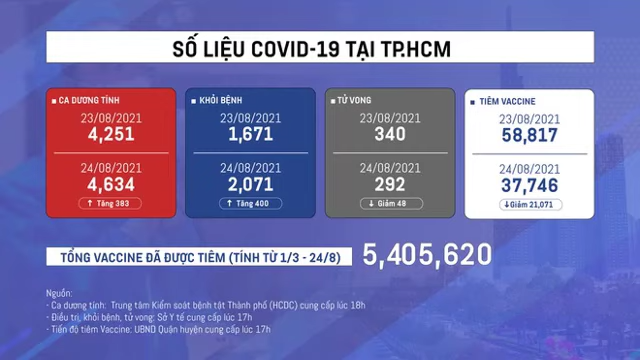 SỐ LIỆU COVID-19 TẠI TP.HCM
CA DƯƠNG TÍNH
23/08/2021
4,251
24/08/2021
4,634
↑ Tăng 383
KHỎI BỆNH
23/08/2021
1,671
24/08/2021
2,071
↑ Tăng 400
TỬ VONG
23/08/2021
340
24/08/2021
292
↓ Giảm 48
TIÊM VACCINE
23/08/2021
58,817
24/08/2021
37,746
↓Giảm 21,071
TỔNG VACCINE ĐÃ ĐƯỢC TIÊM (TÍNH TỪ 1/3 - 24/8) 5,405,620
Nguồn:
- Ca dương tính: Trung tâm Kiểm soát bệnh tật Thành phố (HCDC) cung cấp lúc 18h
- Điều trị, khỏi bệnh, tử vong: Sở Y tế cung cấp lúc 17h
- Tiến độ tiêm Vaccine: UBND Quận huyện cung cấp lúc 17h